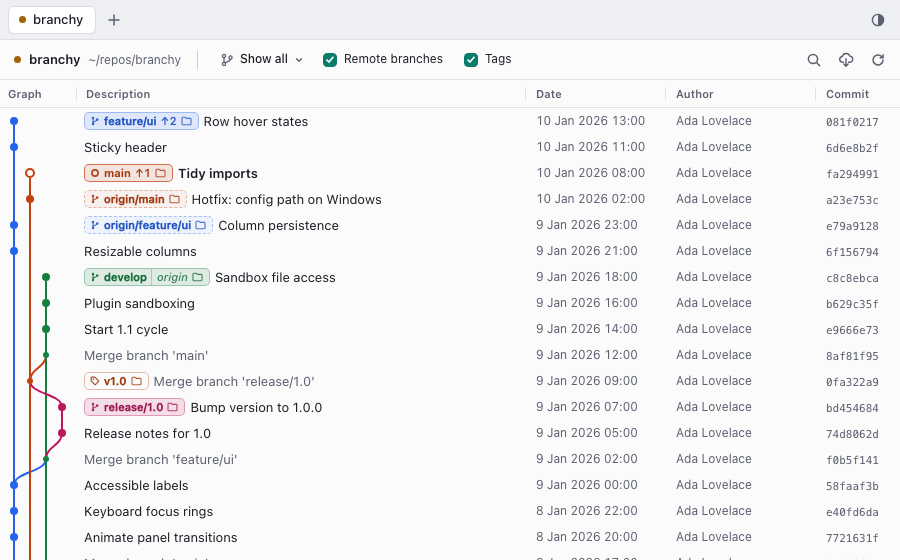 branchy
branchy ~/repos/branchy Show all Remote branches Tags
Graph Description Date Author Commit
feature/ui ↑2 Row hover states 10 Jan 2026 13:00 Ada Lovelace 081f0217
Sticky header 10 Jan 2026 11:00 Ada Lovelace 6d6e8b2f
main ↑1 Tidy imports 10 Jan 2026 08:00 Ada Lovelace fa294991
origin/main Hotfix: config path on Windows 10 Jan 2026 02:00 Ada Lovelace a23e753c
origin/feature/ui Column persistence 9 Jan 2026 23:00 Ada Lovelace e79a9128
Resizable columns 9 Jan 2026 21:00 Ada Lovelace 6f156794
develop origin Sandbox file access 9 Jan 2026 18:00 Ada Lovelace c8c8ebca
Plugin sandboxing 9 Jan 2026 16:00 Ada Lovelace b629c35f
Start 1.1 cycle 9 Jan 2026 14:00 Ada Lovelace e9666e73
Merge branch 'main' 9 Jan 2026 12:00 Ada Lovelace 8af81f95
v1.0 Merge branch 'release/1.0' 9 Jan 2026 09:00 Ada Lovelace 0fa322a9
release/1.0 Bump version to 1.0.0 9 Jan 2026 07:00 Ada Lovelace bd454684
Release notes for 1.0 9 Jan 2026 05:00 Ada Lovelace 74d8062d
Merge branch 'feature/ui' 9 Jan 2026 02:00 Ada Lovelace f0b5f141
Accessible labels 9 Jan 2026 00:00 Ada Lovelace 58faaf3b
Keyboard focus rings 8 Jan 2026 22:00 Ada Lovelace e40fd6da
Animate panel transitions 8 Jan 2026 20:00 Ada Lovelace 7721631f